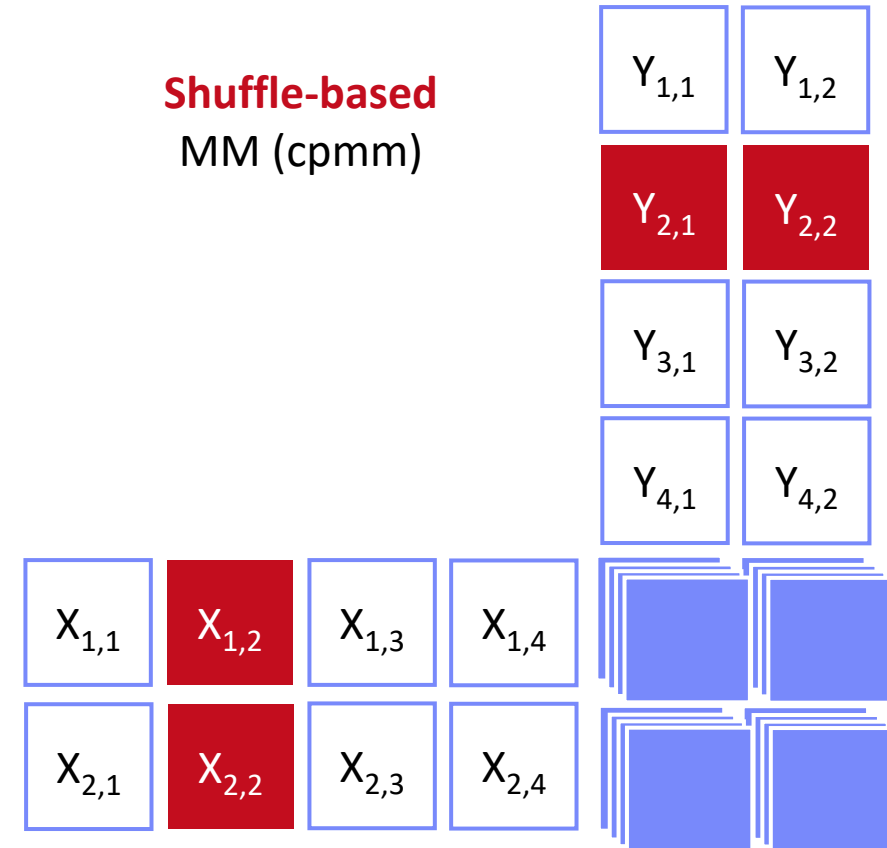 Shuffle-based
MM (cpmm)
Y1,1 Y1,2
Y2,1 Y2,2
Y3,1 Y3,2
Y4,1 Y4,2
X1,1 X1,2 X1,3 X1,4
X2,1 X2,2 X2,3 X2,4